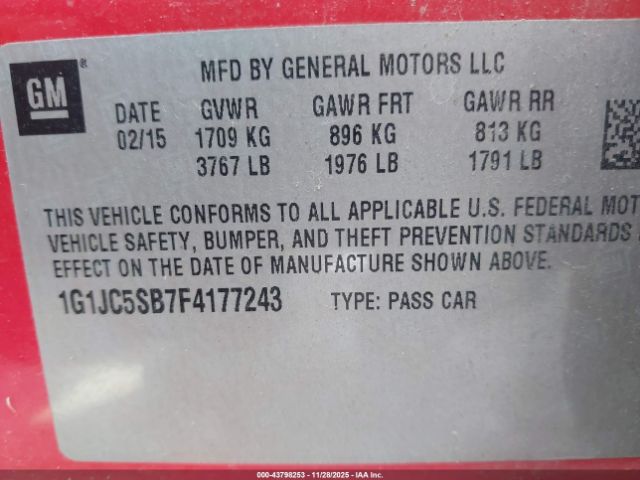 GM®
MFD BY GENERAL MOTORS LLC
DATE GVWR GAWR FRT GAWR RR
02/15 1709 KG 896 KG 813 KG
3767 LB 1976 LB 1791 LB
THIS VEHICLE CONFORMS TO ALL APPLICABLE U.S. FEDERAL MOT
VEHICLE SAFETY, BUMPER, AND THEFT PREVENTION STANDARDS
EFFECT ON THE DATE OF MANUFACTURE SHOWN ABOVE.
1G1JC5SB7F4177243 TYPE: PASS CAR
000-43798253 - 11/28/2025 - IAA, Inc.